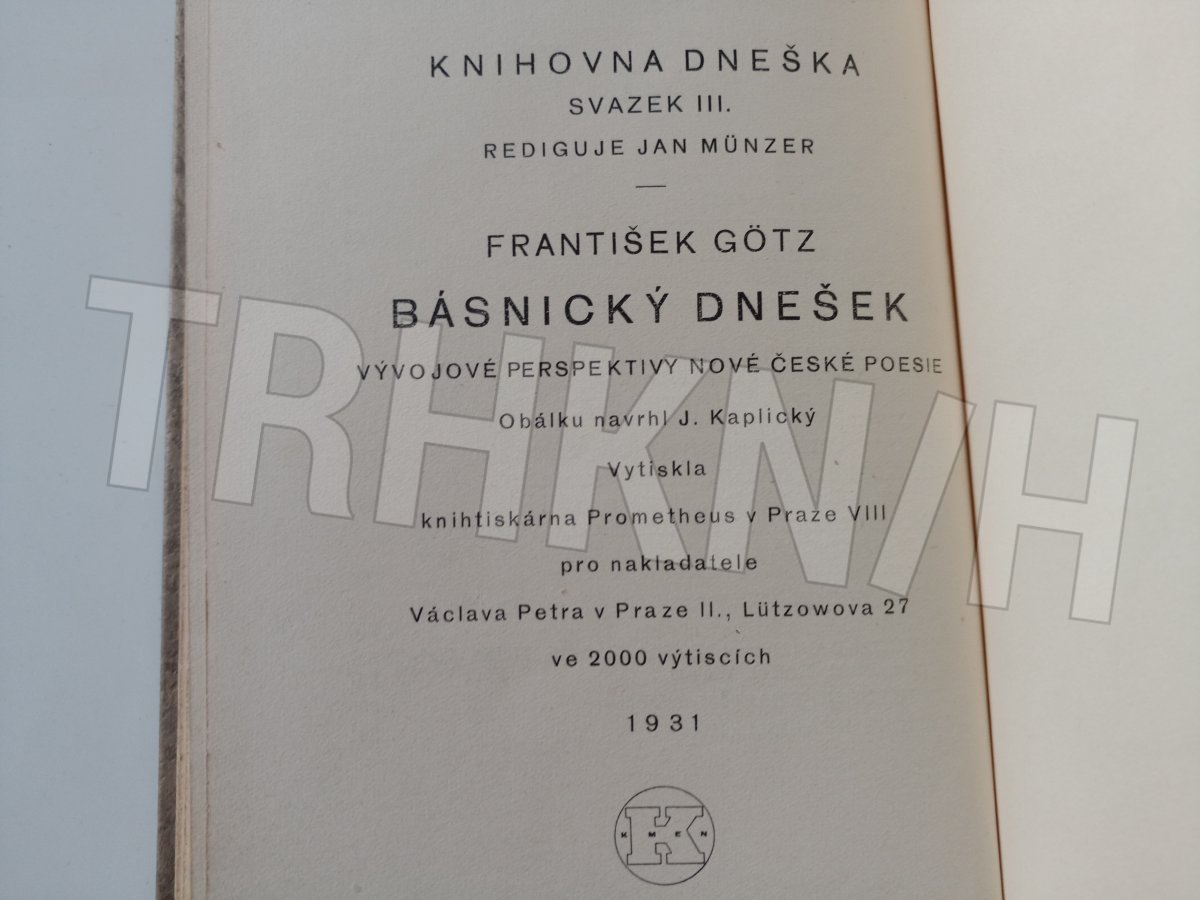 KNIHOVNA DNEŠKA
SVAZEK III.
REDIGUJE JAN MÜNZER
FRANTIŠEK GÖTZ
BÁSNICKÝ DNEŠEK
VÝVOJOVÉ PERSPEKTIVY NOVÉ ČESKÉ POESIE
Obálku navrhl J. Kaplický
Vytiskla
knihtiskárna Prometheus v Praze VIII
pro nakladatele
Václava Petra v Praze II., Lützowova 27
ve 2000 výtiscích
1931
K
KMEN
TRHKNIH